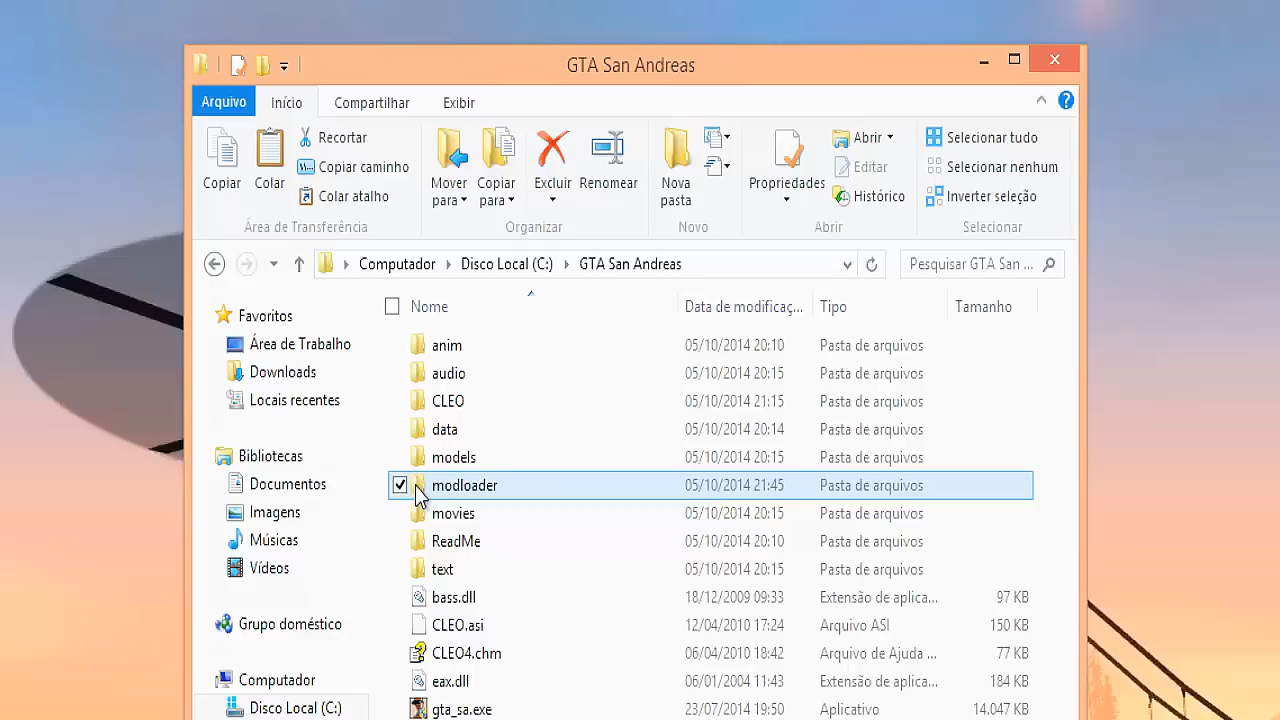 GTA San Andreas
Arquivo Início Compartilhar Exibir
Copiar
Colar
Recortar
Copiar caminho
Colar atalho
Área de Transferência
Mover para
Copiar para
Excluir
Renomear
Organizar
Nova pasta
Novo
Propriedades
Abrir
Editar
Histórico
Abrir
Selecionar tudo
Selecionar nenhum
Inverter seleção
Selecionar
Computador Disco Local (C:) GTA San Andreas
Pesquisar GTA San ...
Favoritos
Área de Trabalho
Downloads
Locais recentes
Bibliotecas
Documentos
Imagens
Músicas
Vídeos
Grupo doméstico
Computador
Disco Local (C:)
Nome Data de modificaç... Tipo Tamanho
anim 05/10/2014 20:10 Pasta de arquivos
audio 05/10/2014 20:15 Pasta de arquivos
CLEO 05/10/2014 21:15 Pasta de arquivos
data 05/10/2014 20:14 Pasta de arquivos
models 05/10/2014 20:15 Pasta de arquivos
modloader 05/10/2014 21:45 Pasta de arquivos
movies 05/10/2014 20:15 Pasta de arquivos
ReadMe 05/10/2014 20:10 Pasta de arquivos
text 05/10/2014 20:15 Pasta de arquivos
bass.dll 18/12/2009 09:33 Extensão de aplica... 97 KB
CLEO.asi 12/04/2010 17:24 Arquivo ASI 150 KB
CLEO4.chm 06/04/2010 18:42 Arquivo de Ajuda ... 77 KB
eax.dll 06/01/2004 11:43 Extensão de aplica... 184 KB
gta_sa.exe 23/07/2014 19:50 Aplicativo 14.047 KB